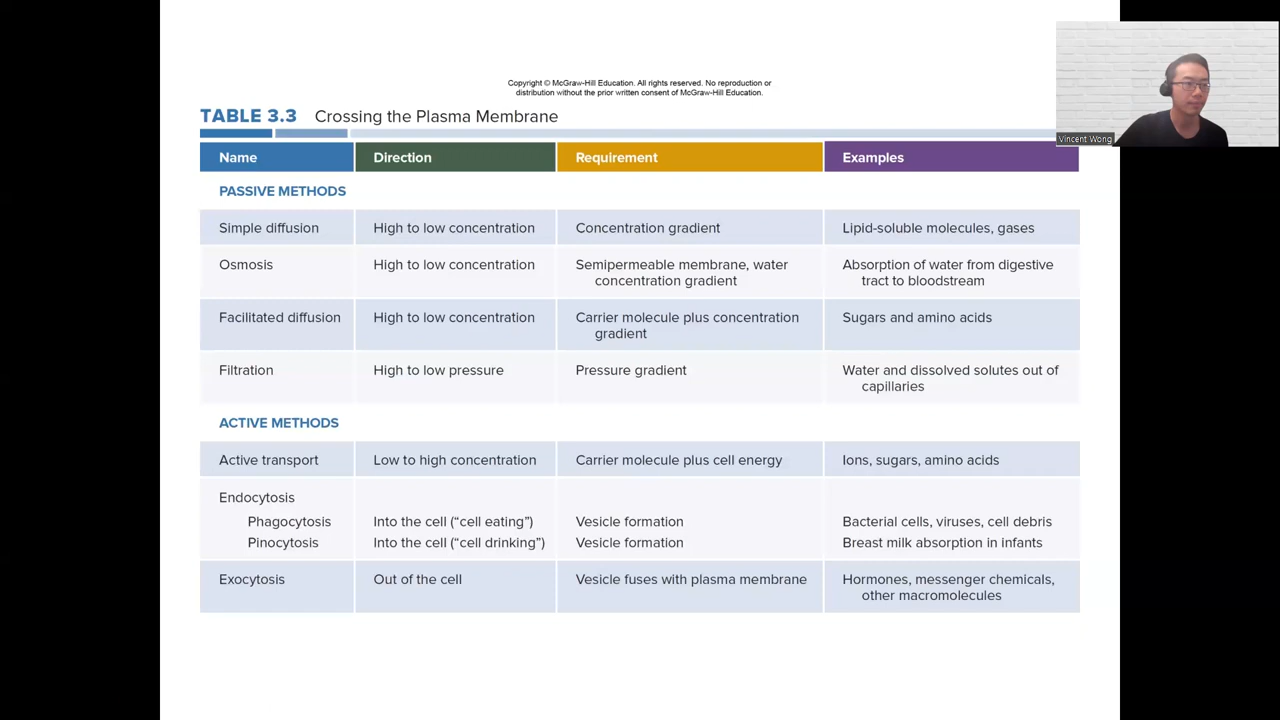 Copyright © McGraw-Hill Education. All rights reserved. No reproduction or
distribution without the prior written consent of McGraw-Hill Education.
TABLE 3.3 Crossing the Plasma Membrane
Vincent Wong
Name Direction Requirement Examples
PASSIVE METHODS
Simple diffusion High to low concentration Concentration gradient Lipid-soluble molecules, gases
Osmosis High to low concentration Semipermeable membrane, water Absorption of water from digestive
concentration gradient tract to bloodstream
Facilitated diffusion High to low concentration Carrier molecule plus concentration Sugars and amino acids
gradient
Filtration High to low pressure Pressure gradient Water and dissolved solutes out of
capillaries
ACTIVE METHODS
Active transport Low to high concentration Carrier molecule plus cell energy Ions, sugars, amino acids
Endocytosis
Phagocytosis Into the cell (“cell eating”) Vesicle formation Bacterial cells, viruses, cell debris
Pinocytosis Into the cell (“cell drinking”) Vesicle formation Breast milk absorption in infants
Exocytosis Out of the cell Vesicle fuses with plasma membrane Hormones, messenger chemicals,
other macromolecules